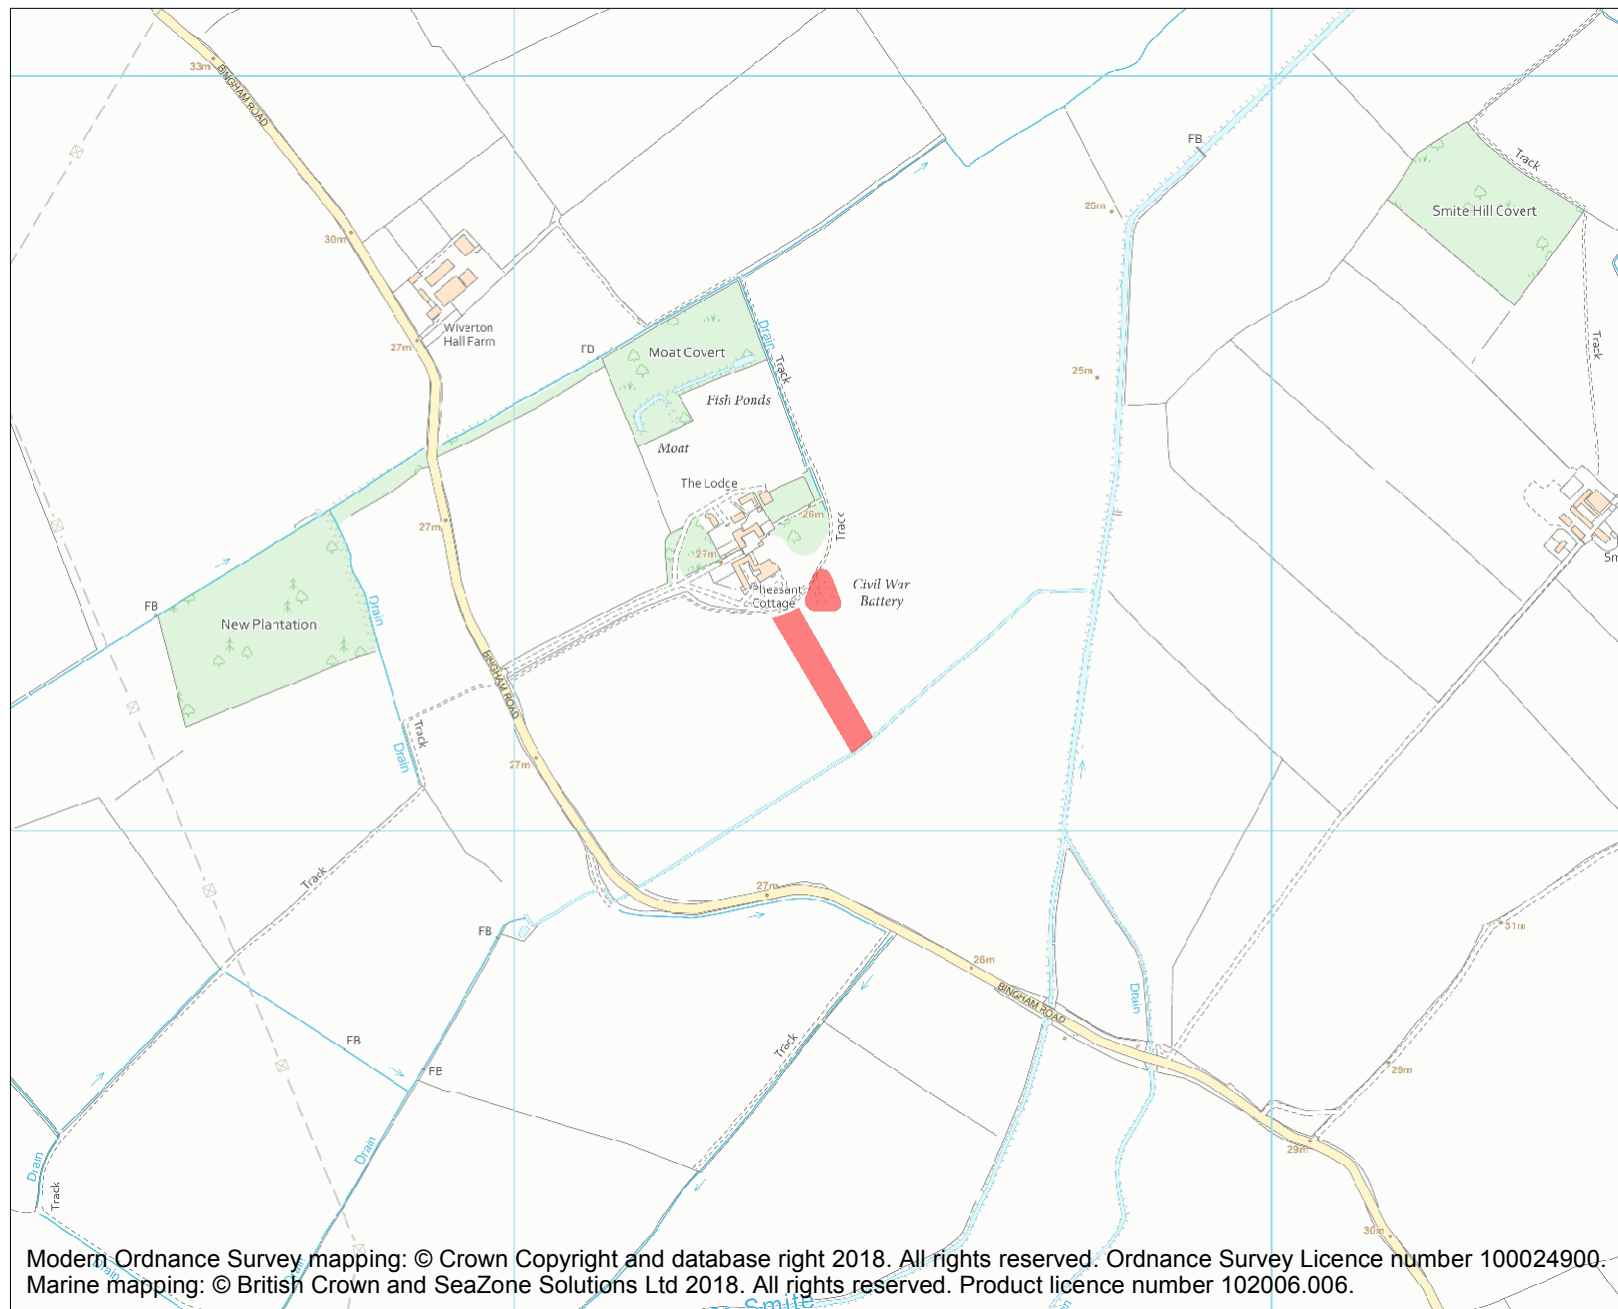 33m
BINGHAM ROAD
FB
Track
25m
Smite Hill Covert
30m
Wiverton
Hall Farm
27m
FB
Moat Covert
Drain
Track
25m
Track
Fish Ponds
Moat
The Lodge
27m
26m
Track
27m
Civil War
Battery
Pheasant
Cottage
FB
New Plantation
Drain
BINGHAM ROAD
Track
Drain
27m
Sm
Track
27m
FB
31m
26m
BINGHAM ROAD
Drain
FB
FB
Track
29m
Drain
Drain
Track
29m
30m
Modern Ordnance Survey mapping: © Crown Copyright and database right 2018. All rights reserved. Ordnance Survey Licence number 100024900.
Marine mapping: © British Crown and SeaZone Solutions Ltd 2018. All rights reserved. Product licence number 102006.006.
Drain
Smite